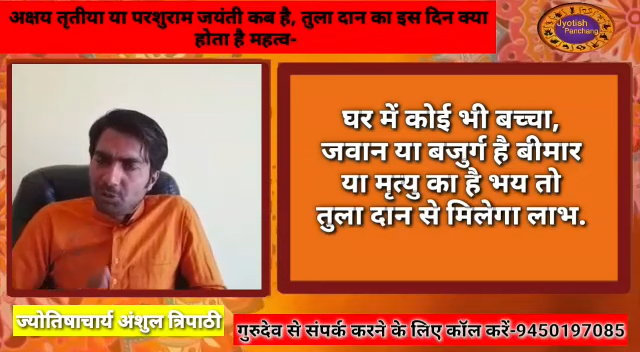 अक्षय तृतीया या परशुराम जयंती कब है, तुला दान का इस दिन क्या
होता है महत्व-
Jyotish
Panchang
घर में कोई भी बच्चा,
जवान या बजुर्ग है बीमार
या मृत्यु का है भय तो
तुला दान से मिलेगा लाभ.
ज्योतिषाचार्य अंशुल त्रिपाठी
गुरुदेव से संपर्क करने के लिए कॉल करें-9450197085